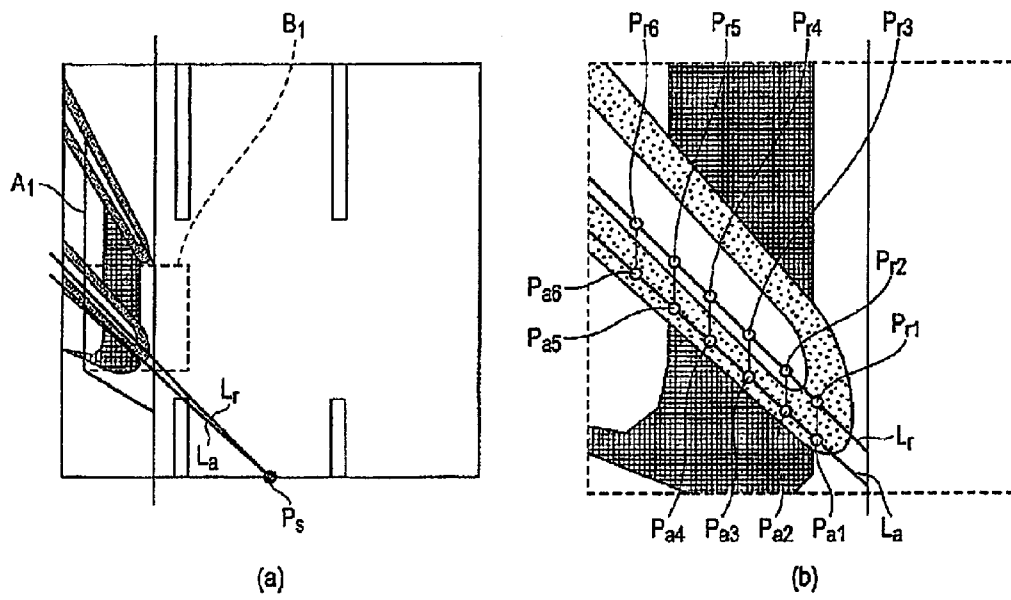 B1
A1
Lr
La
Ps
(a)
Pr6
Pr5
Pr4
Pr3
Pr2
Pr1
Pa6
Pa5
Lr
La
Pa4
Pa3
Pa2
Pa1
(b)